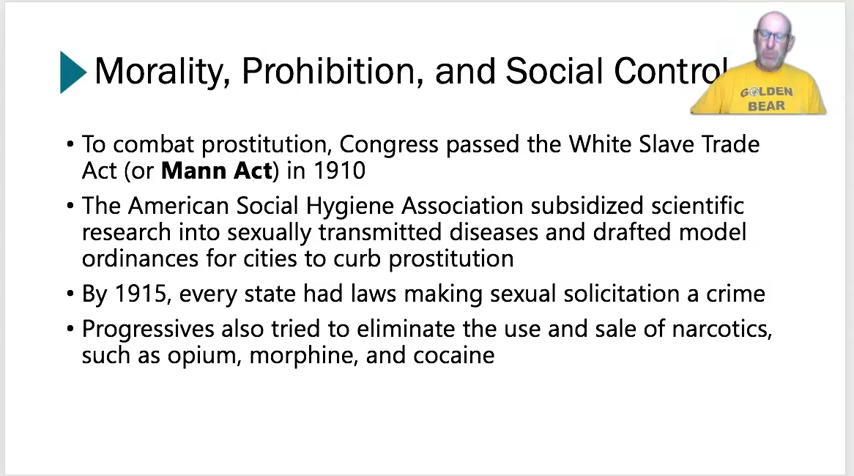 Morality, Prohibition, and Social Control
GOLDEN
BEAR
• To combat prostitution, Congress passed the White Slave Trade
Act (or Mann Act) in 1910
• The American Social Hygiene Association subsidized scientific
research into sexually transmitted diseases and drafted model
ordinances for cities to curb prostitution
• By 1915, every state had laws making sexual solicitation a crime
• Progressives also tried to eliminate the use and sale of narcotics,
such as opium, morphine, and cocaine